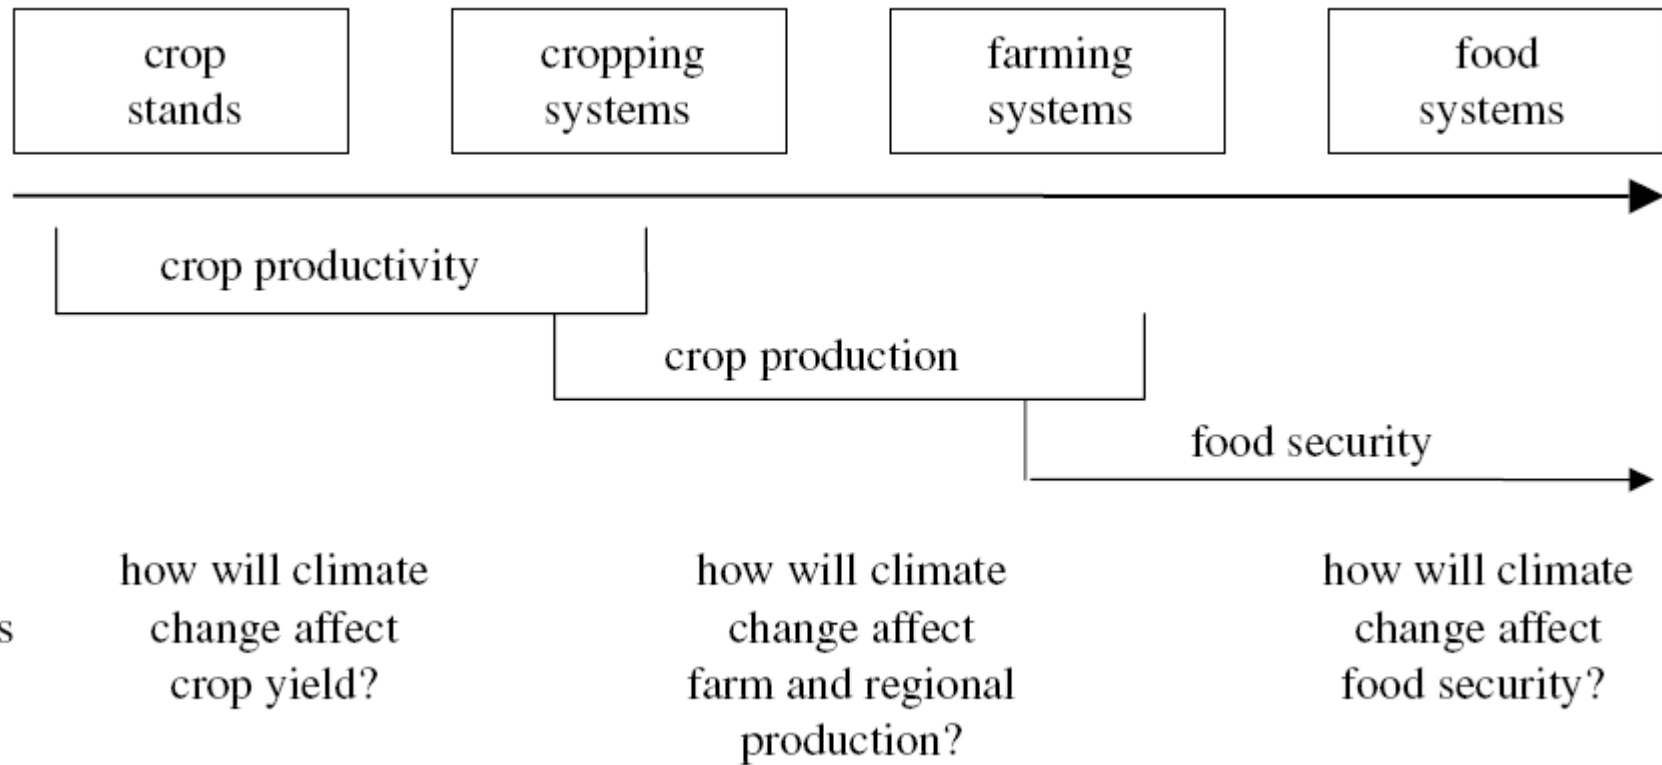 crop
stands
cropping
systems
farming
systems
food
systems
crop productivity
crop production
food security
how will climate
change affect
crop yield?
how will climate
change affect
farm and regional
production?
how will climate
change affect
food security?
s